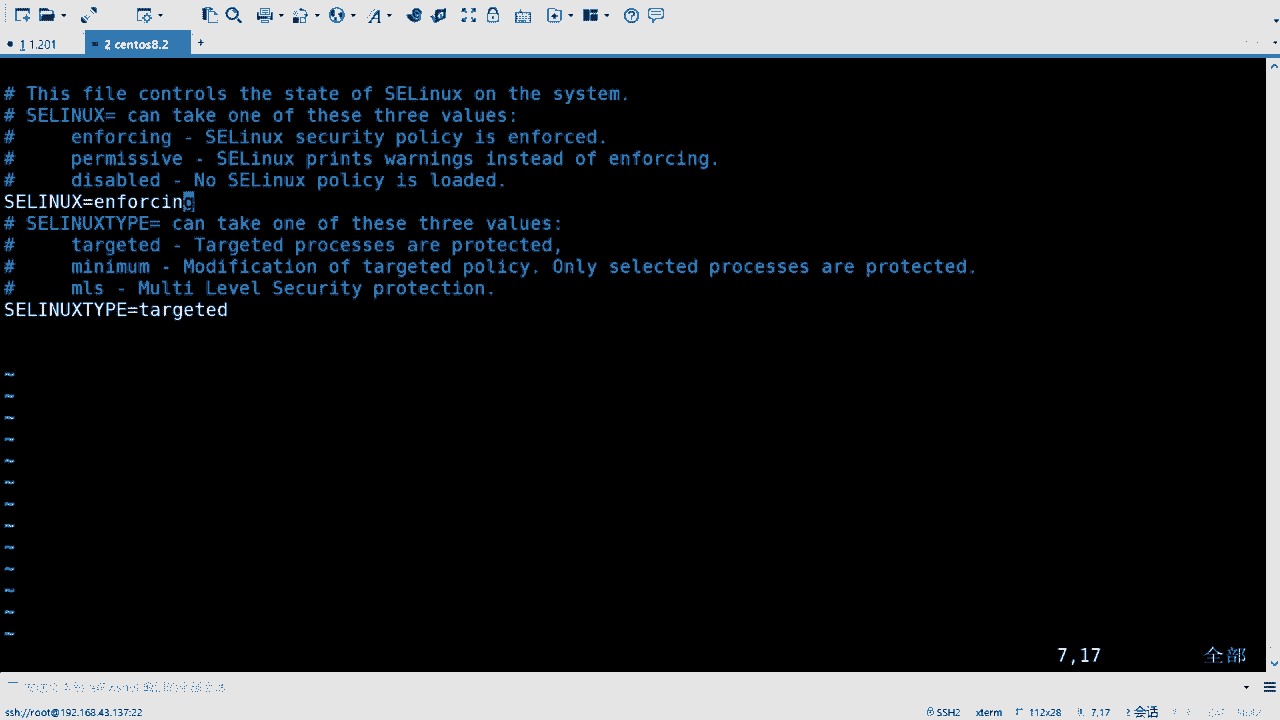 1 1.201
2 centos8.2
+
# This file controls the state of SELinux on the system.
# SELINUX= can take one of these three values:
#     enforcing - SELinux security policy is enforced.
#     permissive - SELinux prints warnings instead of enforcing.
#     disabled - No SELinux policy is loaded.
SELINUX=enforcing
# SELINUXTYPE= can take one of these three values:
#     targeted - Targeted processes are protected,
#     minimum - Modification of targeted policy. Only selected processes are protected.
#     mls - Multi Level Security protection.
SELINUXTYPE=targeted
~
~
~
~
~
~
~
~
~
~
~
~
~
7,17 全部
ssh://root@192.168.43.137:22 SSH2 xterm 112x28 7,17 2 会话